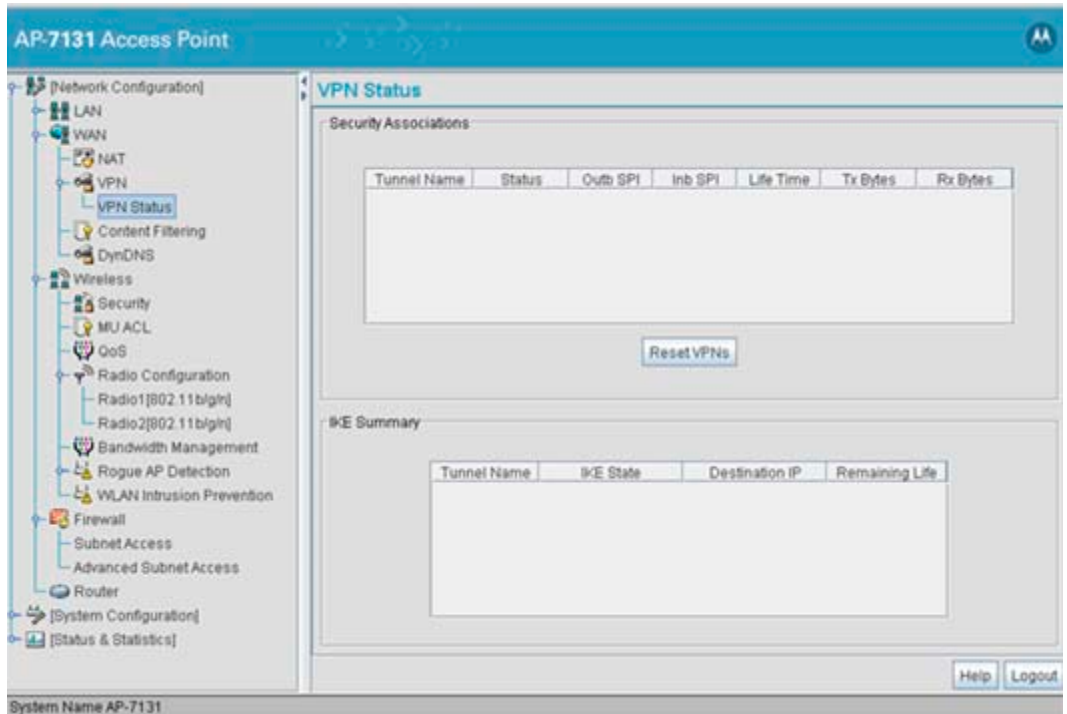 AP-7131 Access Point
[Network Configuration]
LAN
WAN
NAT
VPN
VPN Status
Content Filtering
DynDNS
Wireless
Security
MU ACL
QoS
Radio Configuration
Radio1[802.11b/g/n]
Radio2[802.11b/g/n]
Bandwidth Management
Rogue AP Detection
WLAN Intrusion Prevention
Firewall
Subnet Access
Advanced Subnet Access
Router
[System Configuration]
[Status & Statistics]
VPN Status
Security Associations
Tunnel Name Status Outb SPI Inb SPI Life Time Tx Bytes Rx Bytes
Reset VPNs
IKE Summary
Tunnel Name IKE State Destination IP Remaining Life
Help Logout
System Name AP-7131